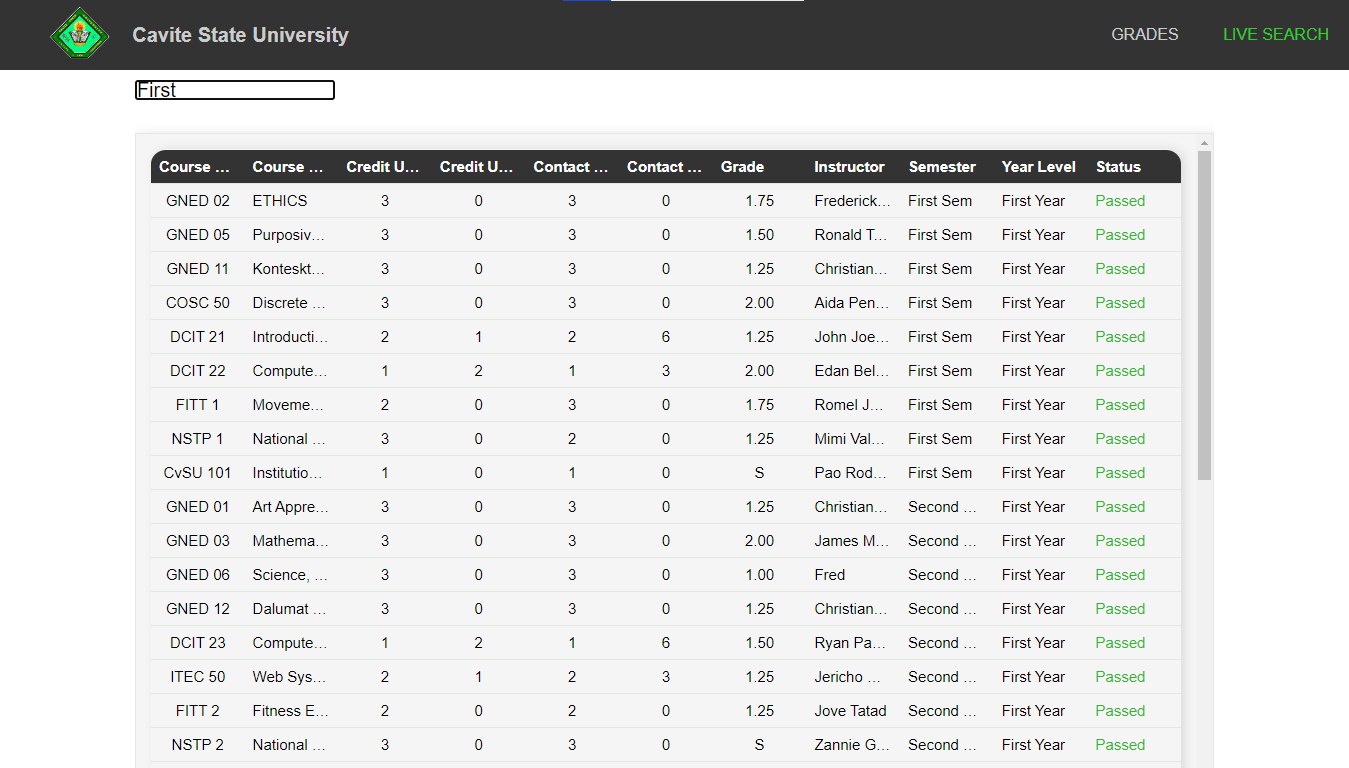 Cavite State University GRADES LIVE SEARCH
First
Course ... Course ... Credit U... Credit U... Contact ... Contact ... Grade Instructor Semester Year Level Status
GNED 02 ETHICS 3 0 3 0 1.75 Frederick... First Sem First Year Passed
GNED 05 Purposiv... 3 0 3 0 1.50 Ronald T... First Sem First Year Passed
GNED 11 Kontekst... 3 0 3 0 1.25 Christian... First Sem First Year Passed
COSC 50 Discrete ... 3 0 3 0 2.00 Aida Pen... First Sem First Year Passed
DCIT 21 Introducti... 2 1 2 6 1.25 John Joe... First Sem First Year Passed
DCIT 22 Compute... 1 2 1 3 2.00 Edan Bel... First Sem First Year Passed
FITT 1 Moveme... 2 0 3 0 1.75 Romel J... First Sem First Year Passed
NSTP 1 National ... 3 0 2 0 1.25 Mimi Val... First Sem First Year Passed
CvSU 101 Institutio... 1 0 1 0 S Pao Rod... First Sem First Year Passed
GNED 01 Art Appre... 3 0 3 0 1.25 Christian... Second ... First Year Passed
GNED 03 Mathema... 3 0 3 0 2.00 James M... Second ... First Year Passed
GNED 06 Science, ... 3 0 3 0 1.00 Fred Second ... First Year Passed
GNED 12 Dalumat ... 3 0 3 0 1.25 Christian... Second ... First Year Passed
DCIT 23 Compute... 1 2 1 6 1.50 Ryan Pa... Second ... First Year Passed
ITEC 50 Web Sys... 2 1 2 3 1.25 Jericho ... Second ... First Year Passed
FITT 2 Fitness E... 2 0 2 0 1.25 Jove Tatad Second ... First Year Passed
NSTP 2 National ... 3 0 3 0 S Zannie G... Second ... First Year Passed